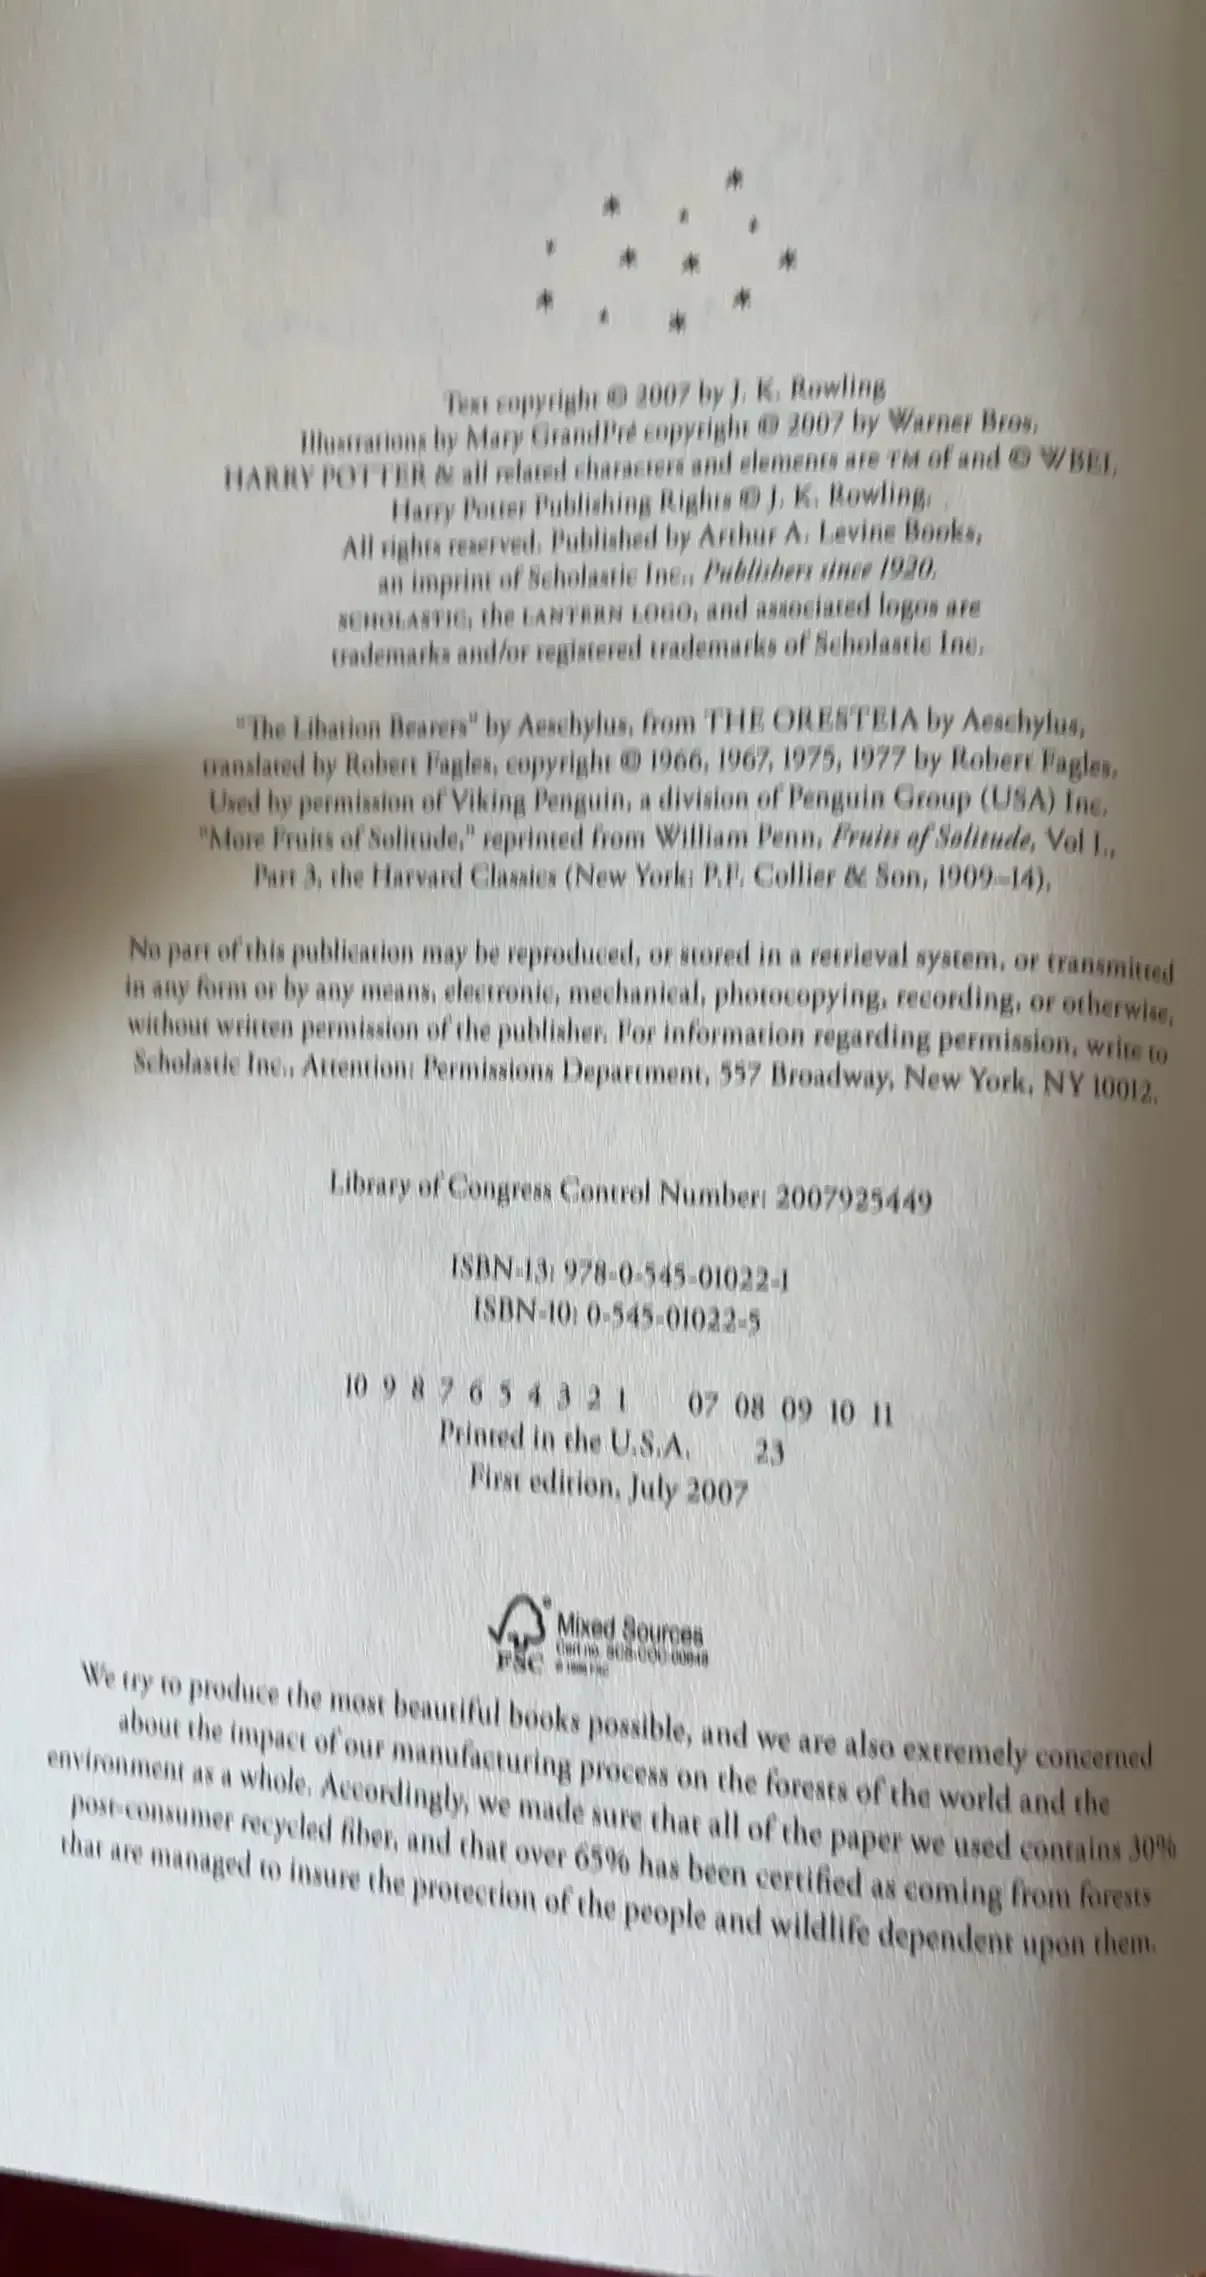 Text copyright © 2007 by J. K. Rowling
Illustrations by Mary GrandPré copyright © 2007 by Warner Bros.
HARRY POTTER & all related characters and elements are TM of and © WBEI.
Harry Potter Publishing Rights © J. K. Rowling.
All rights reserved. Published by Arthur A. Levine Books,
an imprint of Scholastic Inc., Publishers since 1920.
SCHOLASTIC, the LANTERN LOGO, and associated logos are
trademarks and/or registered trademarks of Scholastic Inc.
"The Libation Bearers" by Aeschylus, from THE ORESTEIA by Aeschylus,
translated by Robert Fagles, copyright © 1966, 1967, 1975, 1977 by Robert Fagles.
Used by permission of Viking Penguin, a division of Penguin Group (USA) Inc.
"More Fruits of Solitude," reprinted from William Penn, Fruits of Solitude, Vol I.,
Part 3, the Harvard Classics (New York: P.F. Collier & Son, 1909–14).
No part of this publication may be reproduced, or stored in a retrieval system, or transmitted
in any form or by any means, electronic, mechanical, photocopying, recording, or otherwise,
without written permission of the publisher. For information regarding permission, write to
Scholastic Inc., Attention: Permissions Department, 557 Broadway, New York, NY 10012.
Library of Congress Control Number: 2007925449
ISBN-13: 978-0-545-01022-1
ISBN-10: 0-545-01022-5
10 9 8 7 6 5 4 3 2 1 07 08 09 10 11
Printed in the U.S.A. 23
First edition, July 2007
Mixed Sources
Cert no. SCS-COC-00648
© 1996 FSC
FSC
We try to produce the most beautiful books possible, and we are also extremely concerned
about the impact of our manufacturing process on the forests of the world and the
environment as a whole. Accordingly, we made sure that all of the paper we used contains 30%
post-consumer recycled fiber, and that over 65% has been certified as coming from forests
that are managed to insure the protection of the people and wildlife dependent upon them.